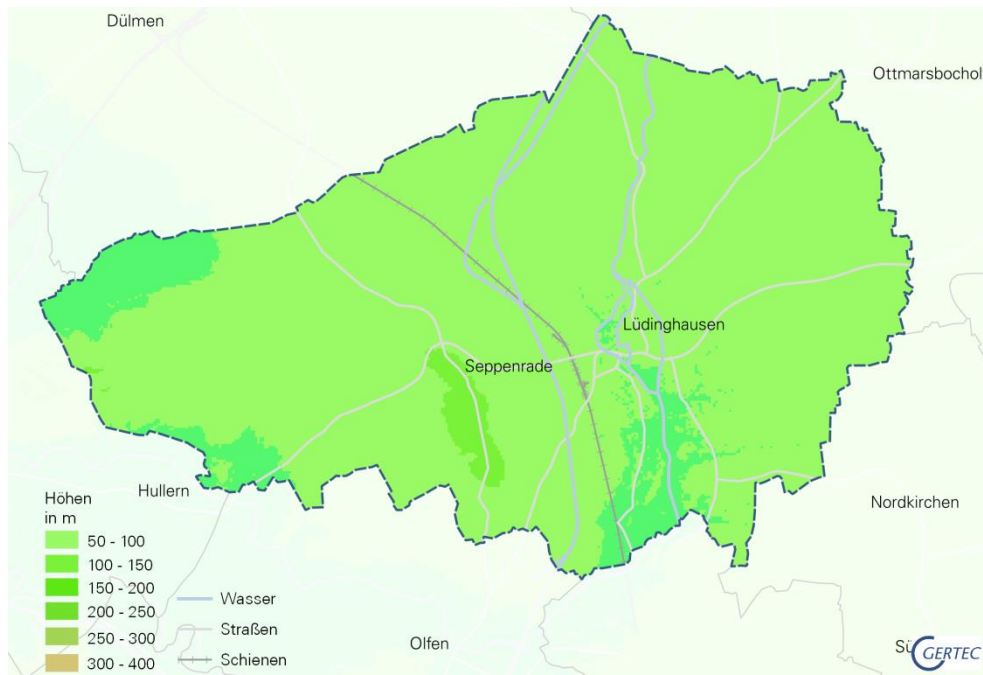 Dülmen
Ottmarsbochol
Lüdinghausen
Seppenrade
Hullern
Nordkirchen
Höhen
in m
50 - 100
100 - 150
150 - 200
200 - 250
250 - 300
300 - 400
Wasser
Straßen
Schienen
Olfen
Sü
GERTEC